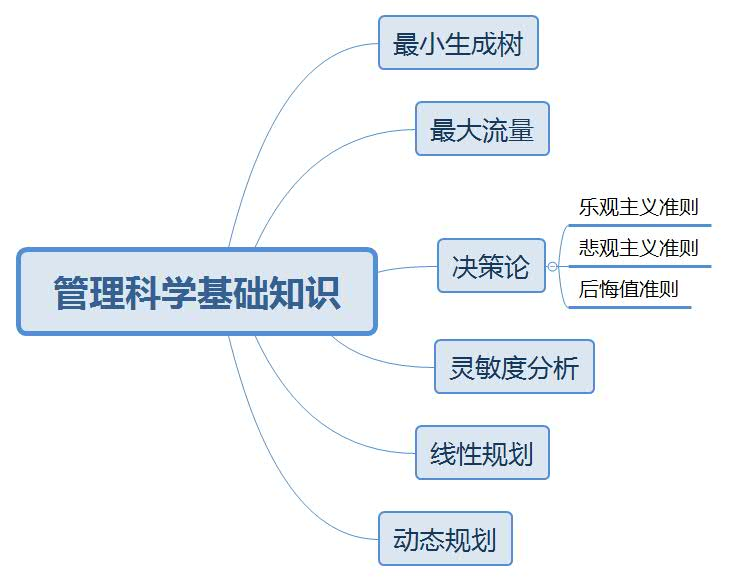 管理科学基础知识
最小生成树
最大流量
决策论
乐观主义准则
悲观主义准则
后悔值准则
灵敏度分析
线性规划
动态规划